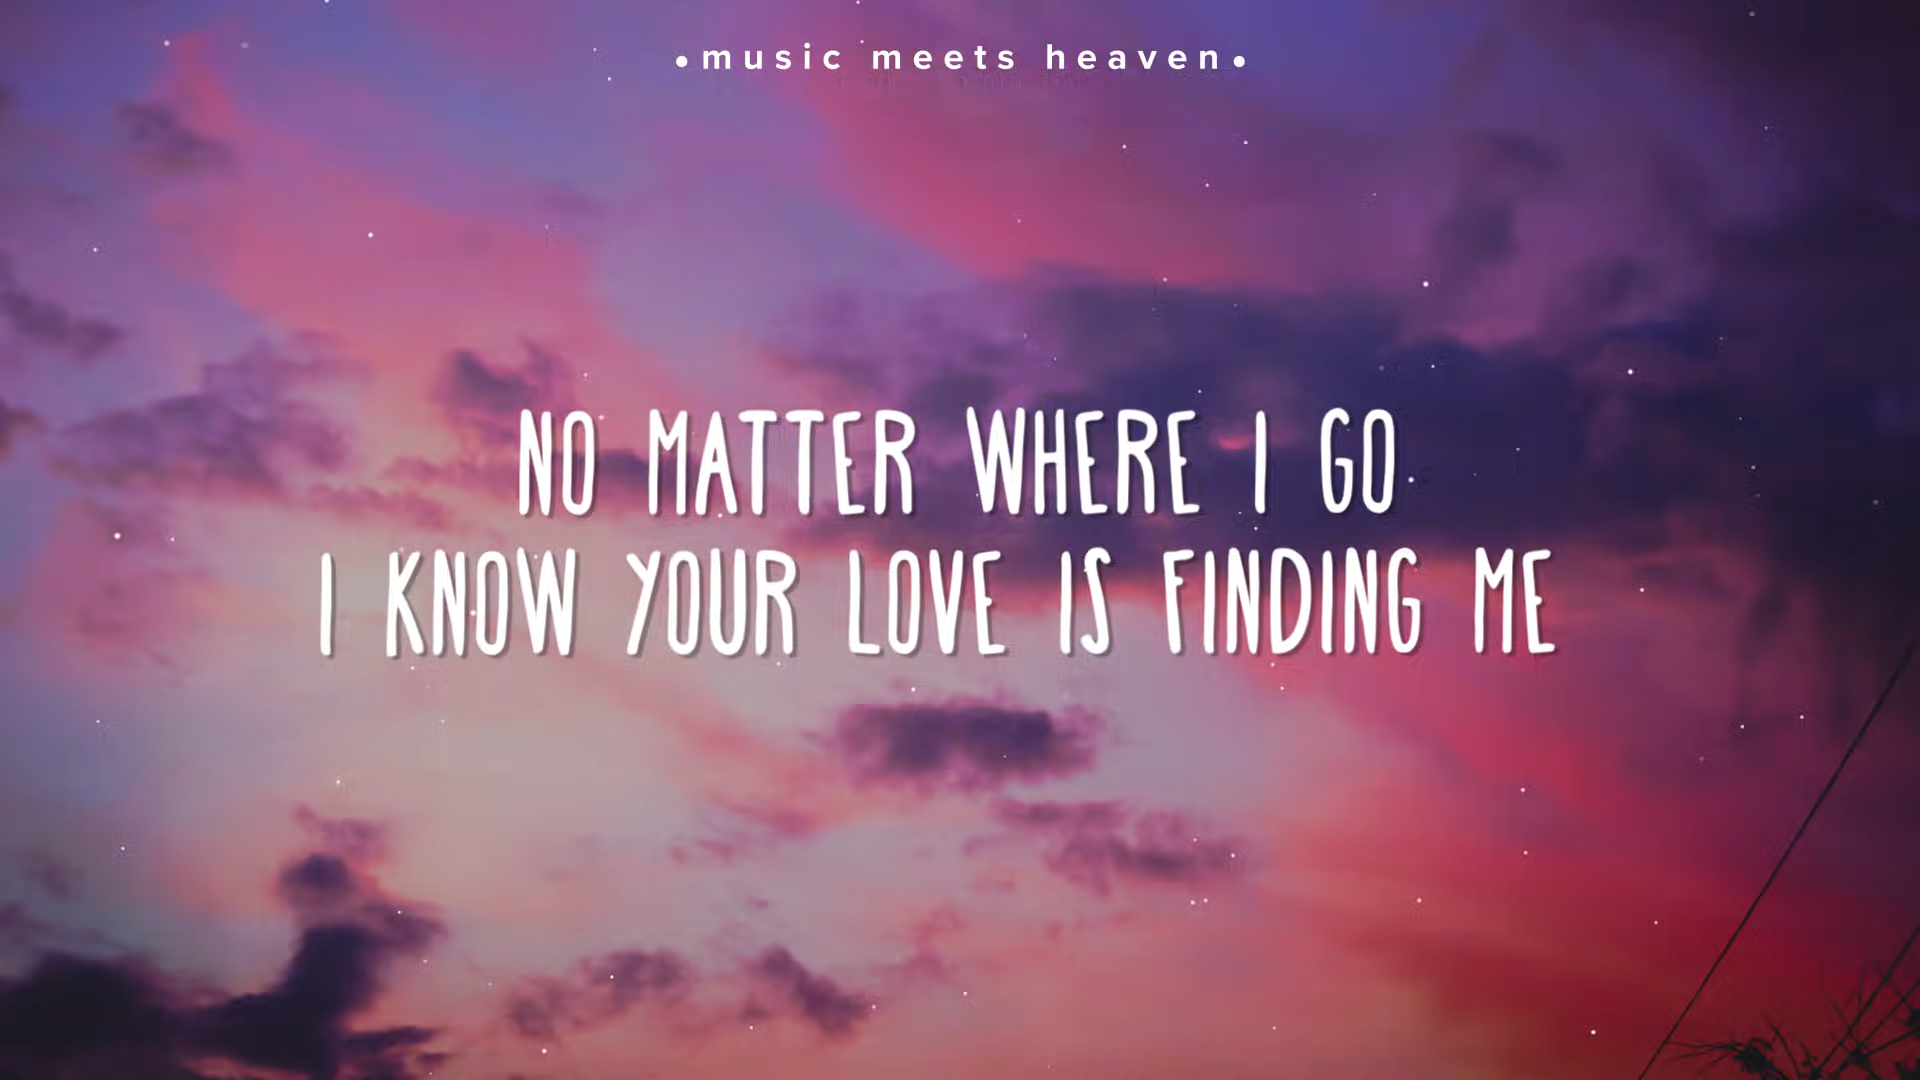 •music meets heaven•
NO MATTER WHERE I GO
I KNOW YOUR LOVE IS FINDING ME